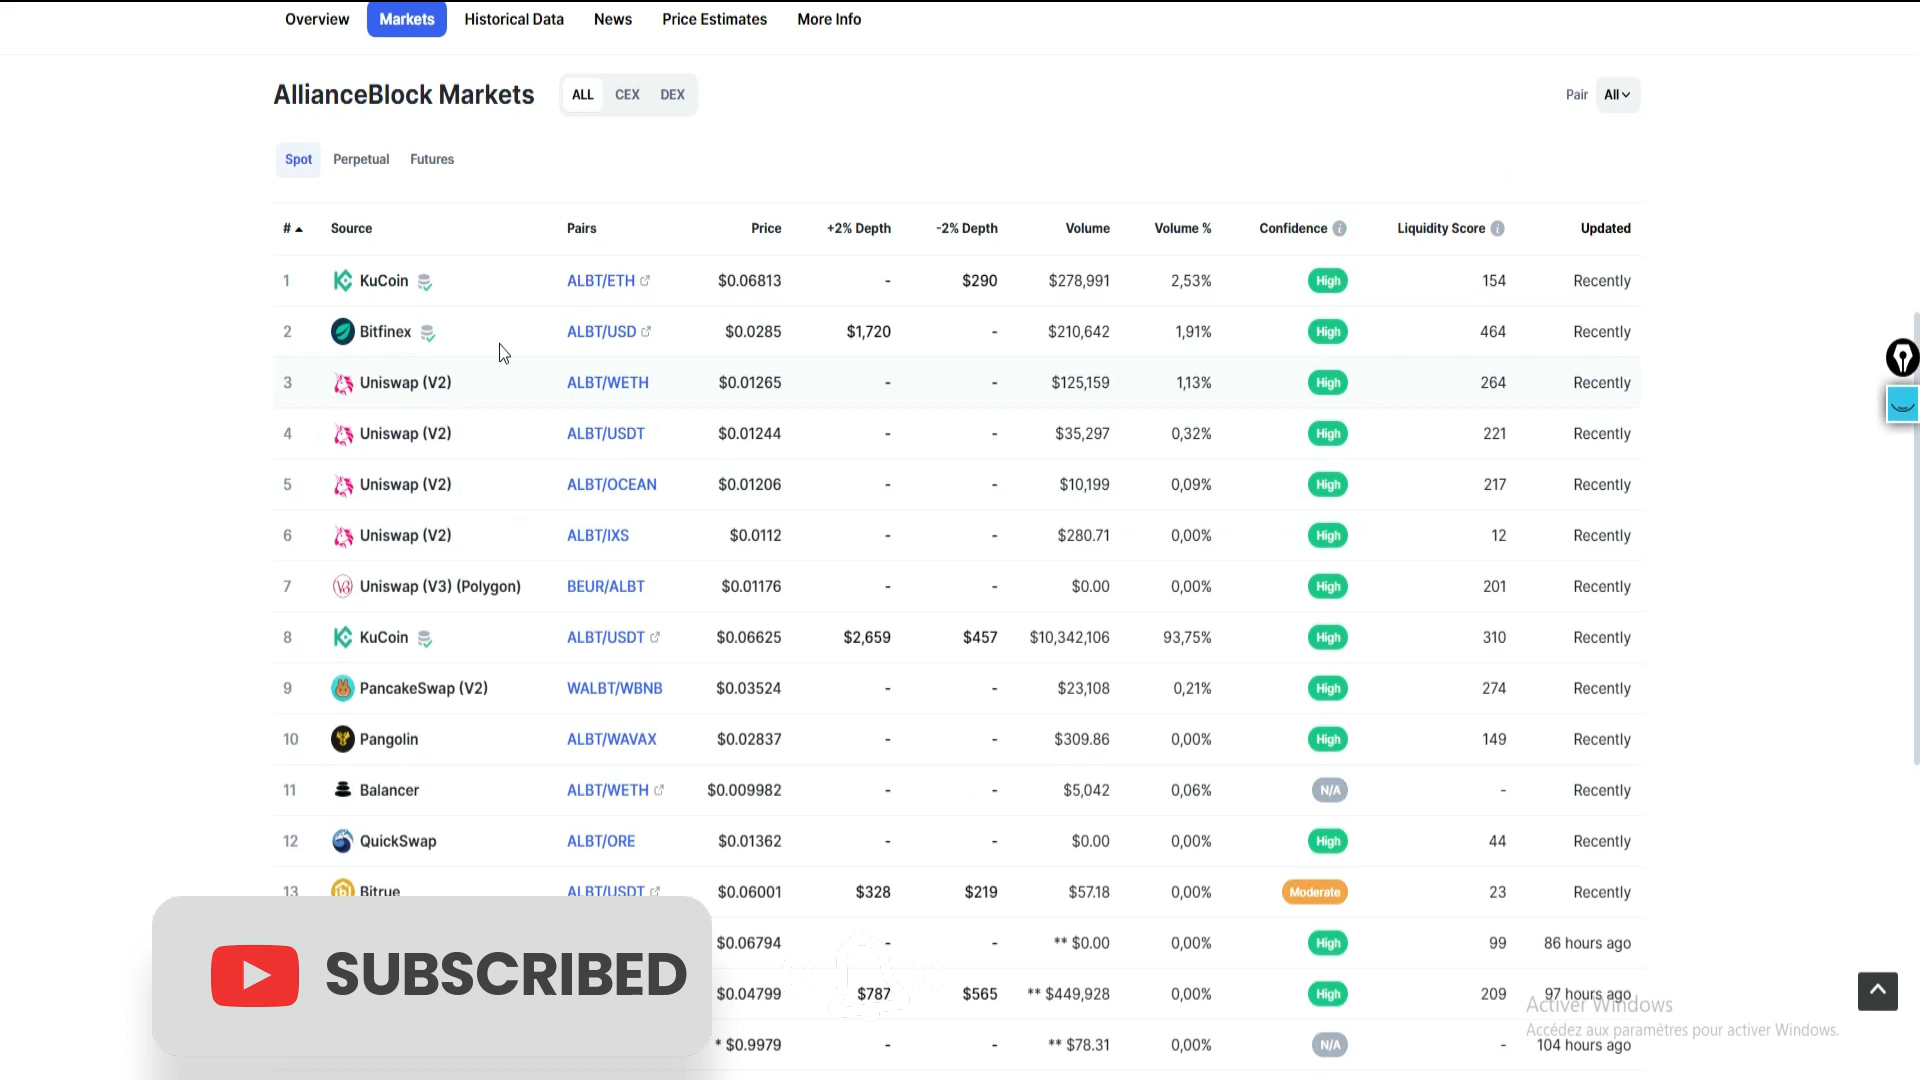 Overview Markets Historical Data News Price Estimates More Info
AllianceBlock Markets ALL CEX DEX Pair All
Spot Perpetual Futures
# Source Pairs Price +2% Depth -2% Depth Volume Volume % Confidence Liquidity Score Updated
1 KuCoin ALBT/ETH $0.06813 - $290 $278,991 2,53% High 154 Recently
2 Bitfinex ALBT/USD $0.0285 $1,720 - $210,642 1,91% High 464 Recently
3 Uniswap (V2) ALBT/WETH $0.01265 - - $125,159 1,13% High 264 Recently
4 Uniswap (V2) ALBT/USDT $0.01244 - - $35,297 0,32% High 221 Recently
5 Uniswap (V2) ALBT/OCEAN $0.01206 - - $10,199 0,09% High 217 Recently
6 Uniswap (V2) ALBT/IXS $0.0112 - - $280.71 0,00% High 12 Recently
7 Uniswap (V3) (Polygon) BEUR/ALBT $0.01176 - - $0.00 0,00% High 201 Recently
8 KuCoin ALBT/USDT $0.06625 $2,659 $457 $10,342,106 93,75% High 310 Recently
9 PancakeSwap (V2) WALBT/WBNB $0.03524 - - $23,108 0,21% High 274 Recently
10 Pangolin ALBT/WAVAX $0.02837 - - $309.86 0,00% High 149 Recently
11 Balancer ALBT/WETH $0.009982 - - $5,042 0,06% N/A - Recently
12 QuickSwap ALBT/ORE $0.01362 - - $0.00 0,00% High 44 Recently
13 Bitrue ALBT/USDT $0.06001 $328 $219 $57.18 0,00% Moderate 23 Recently
$0.06794 - - ** $0.00 0,00% High 99 86 hours ago
SUBSCRIBED
$0.04799 $787 $565 ** $449,928 0,00% High 209 97 hours ago
Activer Windows
Accédez aux paramètres pour activer Windows.
* $0.9979 - - ** $78.31 0,00% N/A - 104 hours ago